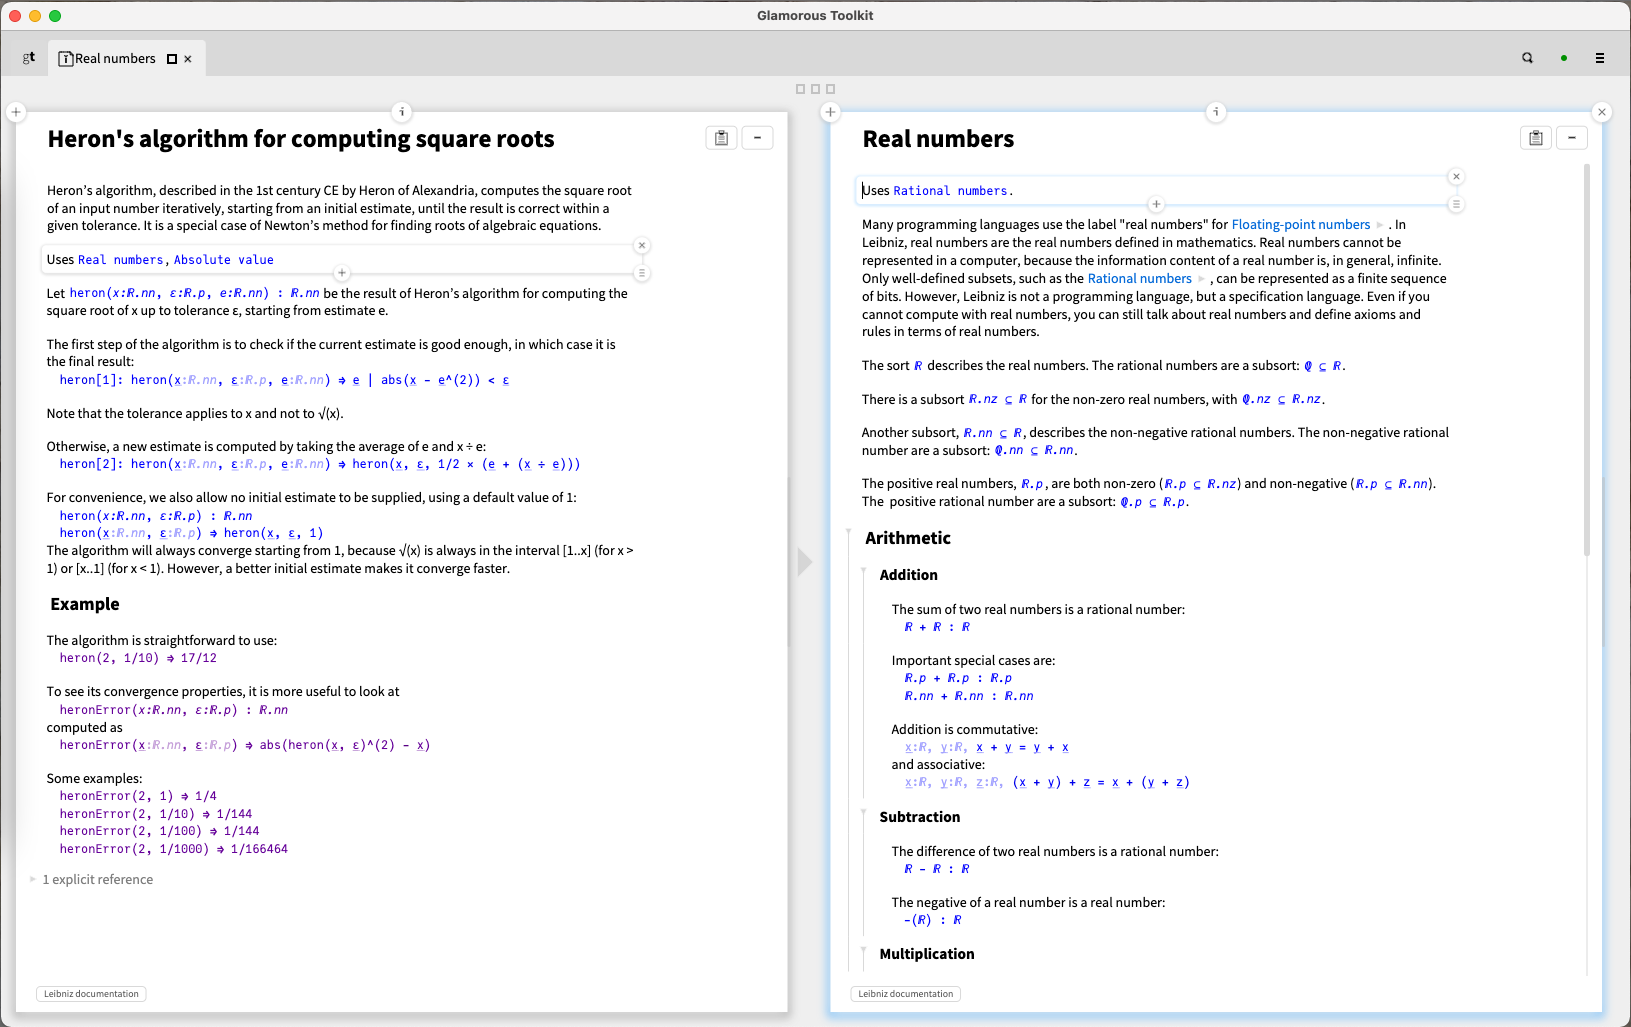 Glamorous Toolkit
gt
Real numbers
Heron's algorithm for computing square roots
Heron's algorithm, described in the 1st century CE by Heron of Alexandria, computes the square root
of an input number iteratively, starting from an initial estimate, until the result is correct within a
given tolerance. It is a special case of Newton's method for finding roots of algebraic equations.
Uses Real numbers, Absolute value
Let heron(x:ℝ.nn, ε:ℝ.p, e:ℝ.nn) : ℝ.nn be the result of Heron's algorithm for computing the
square root of x up to tolerance ε, starting from estimate e.
The first step of the algorithm is to check if the current estimate is good enough, in which case it is
the final result:
heron[1]: heron(x:ℝ.nn, ε:ℝ.p, e:ℝ.nn) ⇒ e | abs(x - e^(2)) < ε
Note that the tolerance applies to x and not to √(x).
Otherwise, a new estimate is computed by taking the average of e and x ÷ e:
heron[2]: heron(x:ℝ.nn, ε:ℝ.p, e:ℝ.nn) ⇒ heron(x, ε, 1/2 × (e + (x ÷ e)))
For convenience, we also allow no initial estimate to be supplied, using a default value of 1:
heron(x:ℝ.nn, ε:ℝ.p) : ℝ.nn
heron(x:ℝ.nn, ε:ℝ.p) ⇒ heron(x, ε, 1)
The algorithm will always converge starting from 1, because √(x) is always in the interval [1..x] (for x >
1) or [x..1] (for x < 1). However, a better initial estimate makes it converge faster.
Example
The algorithm is straightforward to use:
heron(2, 1/10) ⇒ 17/12
To see its convergence properties, it is more useful to look at
heronError(x:ℝ.nn, ε:ℝ.p) : ℝ.nn
computed as
heronError(x:ℝ.nn, ε:ℝ.p) ⇒ abs(heron(x, ε)^(2) - x)
Some examples:
heronError(2, 1) ⇒ 1/4
heronError(2, 1/10) ⇒ 1/144
heronError(2, 1/100) ⇒ 1/144
heronError(2, 1/1000) ⇒ 1/166464
1 explicit reference
Leibniz documentation
Real numbers
Uses Rational numbers.
Many programming languages use the label "real numbers" for Floating-point numbers ▸ . In
Leibniz, real numbers are the real numbers defined in mathematics. Real numbers cannot be
represented in a computer, because the information content of a real number is, in general, infinite.
Only well-defined subsets, such as the Rational numbers ▸ , can be represented as a finite sequence
of bits. However, Leibniz is not a programming language, but a specification language. Even if you
cannot compute with real numbers, you can still talk about real numbers and define axioms and
rules in terms of real numbers.
The sort ℝ describes the real numbers. The rational numbers are a subsort: ℚ ⊆ ℝ.
There is a subsort ℝ.nz ⊆ ℝ for the non-zero real numbers, with ℚ.nz ⊆ ℝ.nz.
Another subsort, ℝ.nn ⊆ ℝ, describes the non-negative rational numbers. The non-negative rational
number are a subsort: ℚ.nn ⊆ ℝ.nn.
The positive real numbers, ℝ.p, are both non-zero (ℝ.p ⊆ ℝ.nz) and non-negative (ℝ.p ⊆ ℝ.nn).
The positive rational number are a subsort: ℚ.p ⊆ ℝ.p.
Arithmetic
Addition
The sum of two real numbers is a rational number:
ℝ + ℝ : ℝ
Important special cases are:
ℝ.p + ℝ.p : ℝ.p
ℝ.nn + ℝ.nn : ℝ.nn
Addition is commutative:
x:ℝ, y:ℝ, x + y = y + x
and associative:
x:ℝ, y:ℝ, z:ℝ, (x + y) + z = x + (y + z)
Subtraction
The difference of two real numbers is a rational number:
ℝ - ℝ : ℝ
The negative of a real number is a real number:
-(ℝ) : ℝ
Multiplication
Leibniz documentation